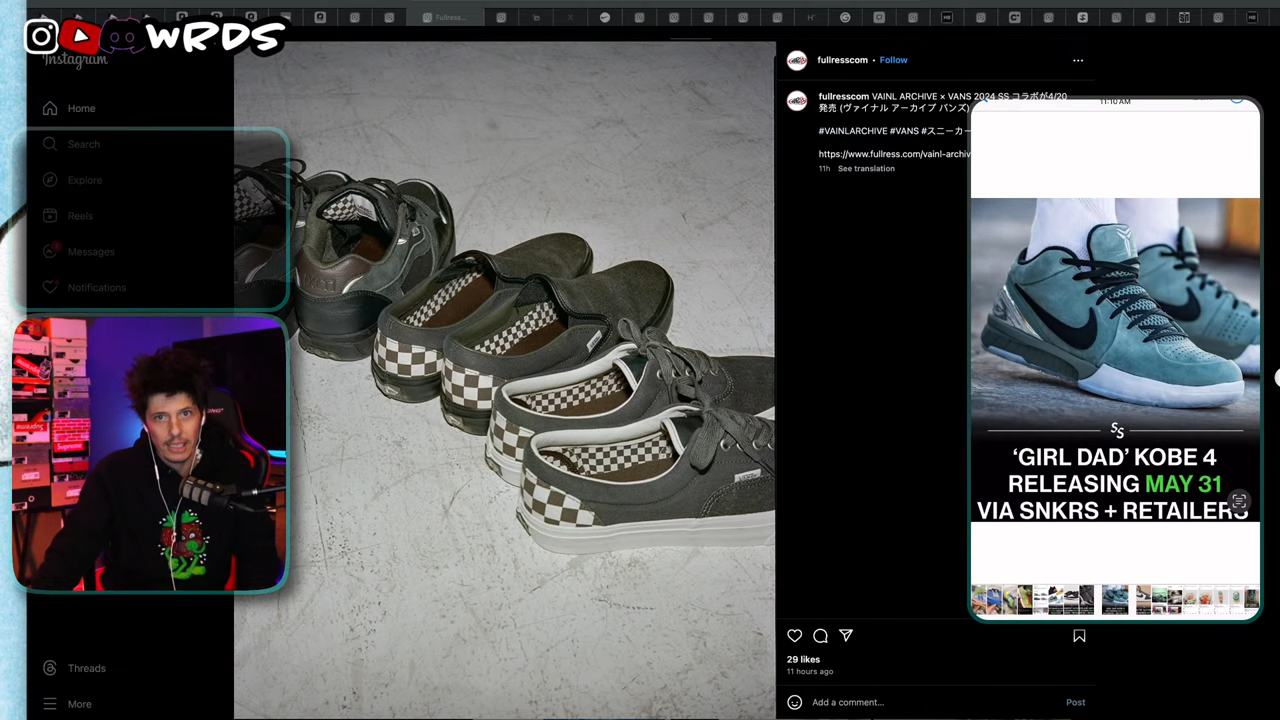 WRDS
Instagram
Home
Search
Explore
Reels
Messages
Notifications
Threads
More
Fullress...
fullresscom • Follow
fullresscom VAINL ARCHIVE × VANS 2024 SS コラボが4/20
発売 (ヴァイナル アーカイブ バンズ)
#VAINLARCHIVE #VANS #スニーカー
https://www.fullress.com/vainl-archiv
11h See translation
11:10 AM
SS
‘GIRL DAD’ KOBE 4
RELEASING MAY 31
VIA SNKRS + RETAILERS
Supreme
29 likes
11 hours ago
Add a comment...
Post